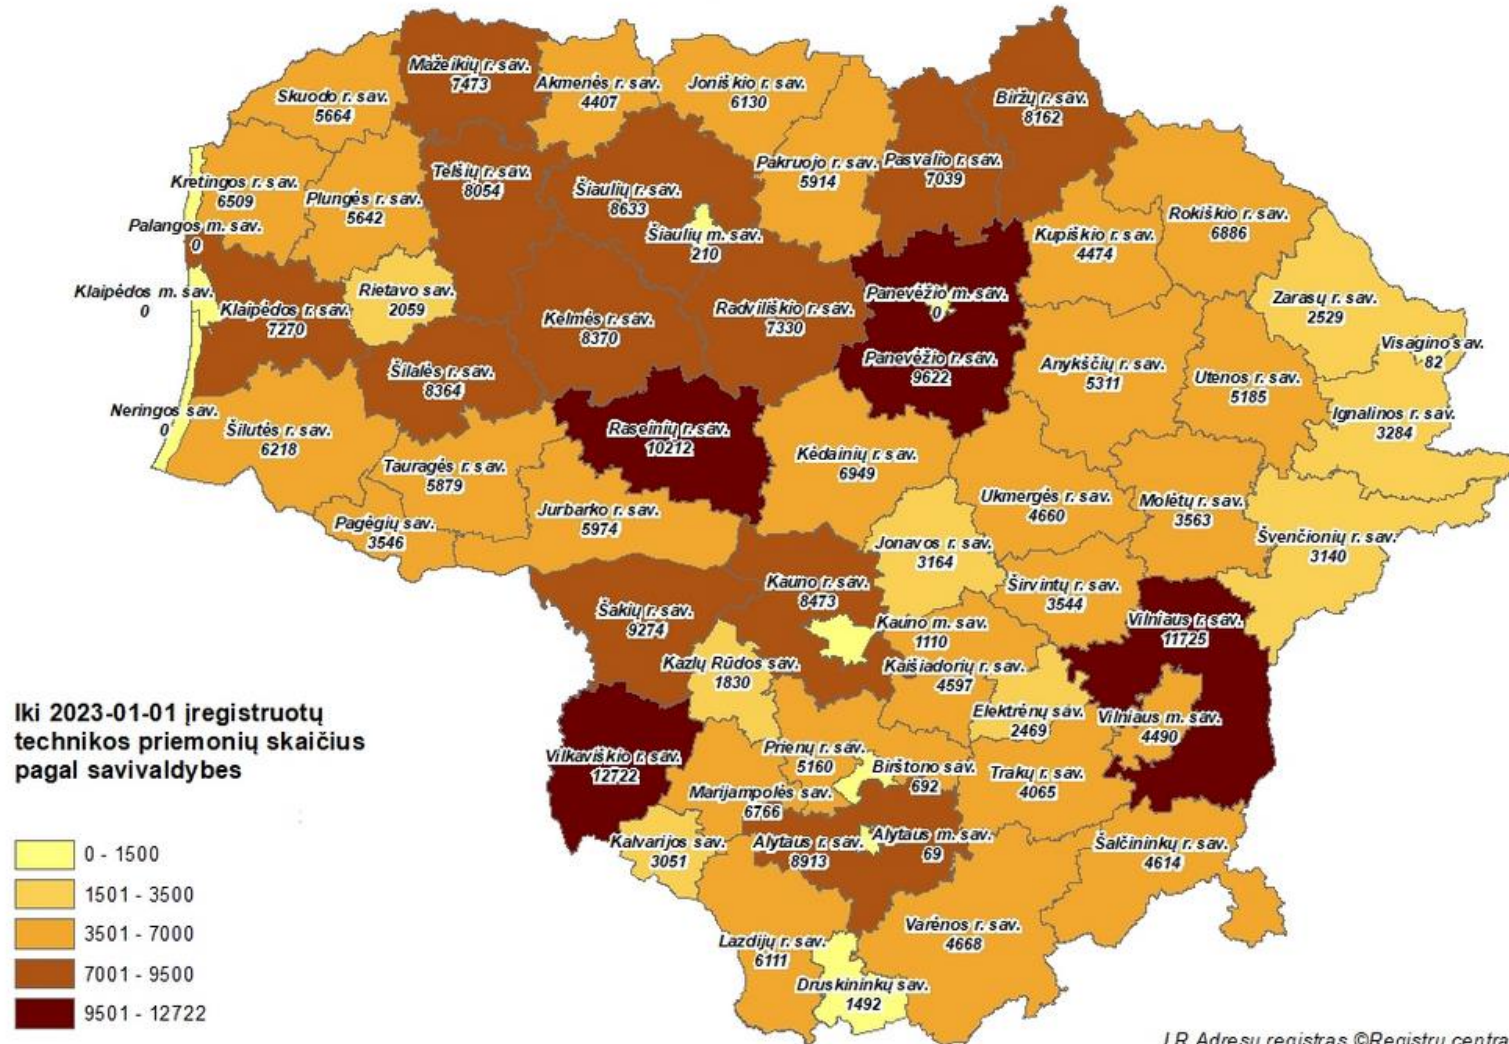 Mažeikių r. sav.
7473
Skuodo r. sav.
5664
Akmenės r. sav.
4407
Joniškio r. sav.
6130
Biržų r. sav.
8162
Kretingos r. sav.
6509
Plungės r. sav.
5642
Telšių r. sav.
8054
Šiaulių r. sav.
8633
Pakruojo r. sav.
5914
Pasvalio r. sav.
7039
Palangos m. sav.
0
Šiaulių m. sav.
210
Kupiškio r. sav.
4474
Rokiškio r. sav.
6886
Klaipėdos m. sav.
0
Klaipėdos r. sav.
7270
Rietavo sav.
2059
Kelmės r. sav.
8370
Radviliškio r. sav.
7330
Panevėžio m. sav.
0
Zarasų r. sav.
2529
Visagino sav.
82
Šilalės r. sav.
8364
Panevėžio r. sav.
9622
Anykščių r. sav.
5311
Utenos r. sav.
5185
Neringos sav.
0
Šilutės r. sav.
6218
Raseinių r. sav.
10212
Ignalinos r. sav.
3284
Tauragės r. sav.
5879
Kėdainių r. sav.
6949
Ukmergės r. sav.
4660
Molėtų r. sav.
3563
Pagėgių sav.
3546
Jurbarko r. sav.
5974
Jonavos r. sav.
3164
Švenčionių r. sav.
3140
Šakių r. sav.
9274
Kauno r. sav.
8473
Širvintų r. sav.
3544
Kauno m. sav.
1110
Vilniaus r. sav.
11725
Kazlų Rūdos sav.
1830
Kaišiadorių r. sav.
4597
Elektrėnų sav.
2469
Vilniaus m. sav.
4490
Iki 2023-01-01 įregistruotų
technikos priemonių skaičius
pagal savivaldybes
Vilkaviškio r. sav.
12722
Prienų r. sav.
5160
Birštono sav.
692
Trakų r. sav.
4065
Marijampolės sav.
6766
Kalvarijos sav.
3051
Alytaus r. sav.
8913
Alytaus m. sav.
69
Šalčininkų r. sav.
4614
0 - 1500
1501 - 3500
3501 - 7000
7001 - 9500
9501 - 12722
Lazdijų r. sav.
6111
Varėnos r. sav.
4668
Druskininkų sav.
1492
LR Adresų registras ©Registrų centra